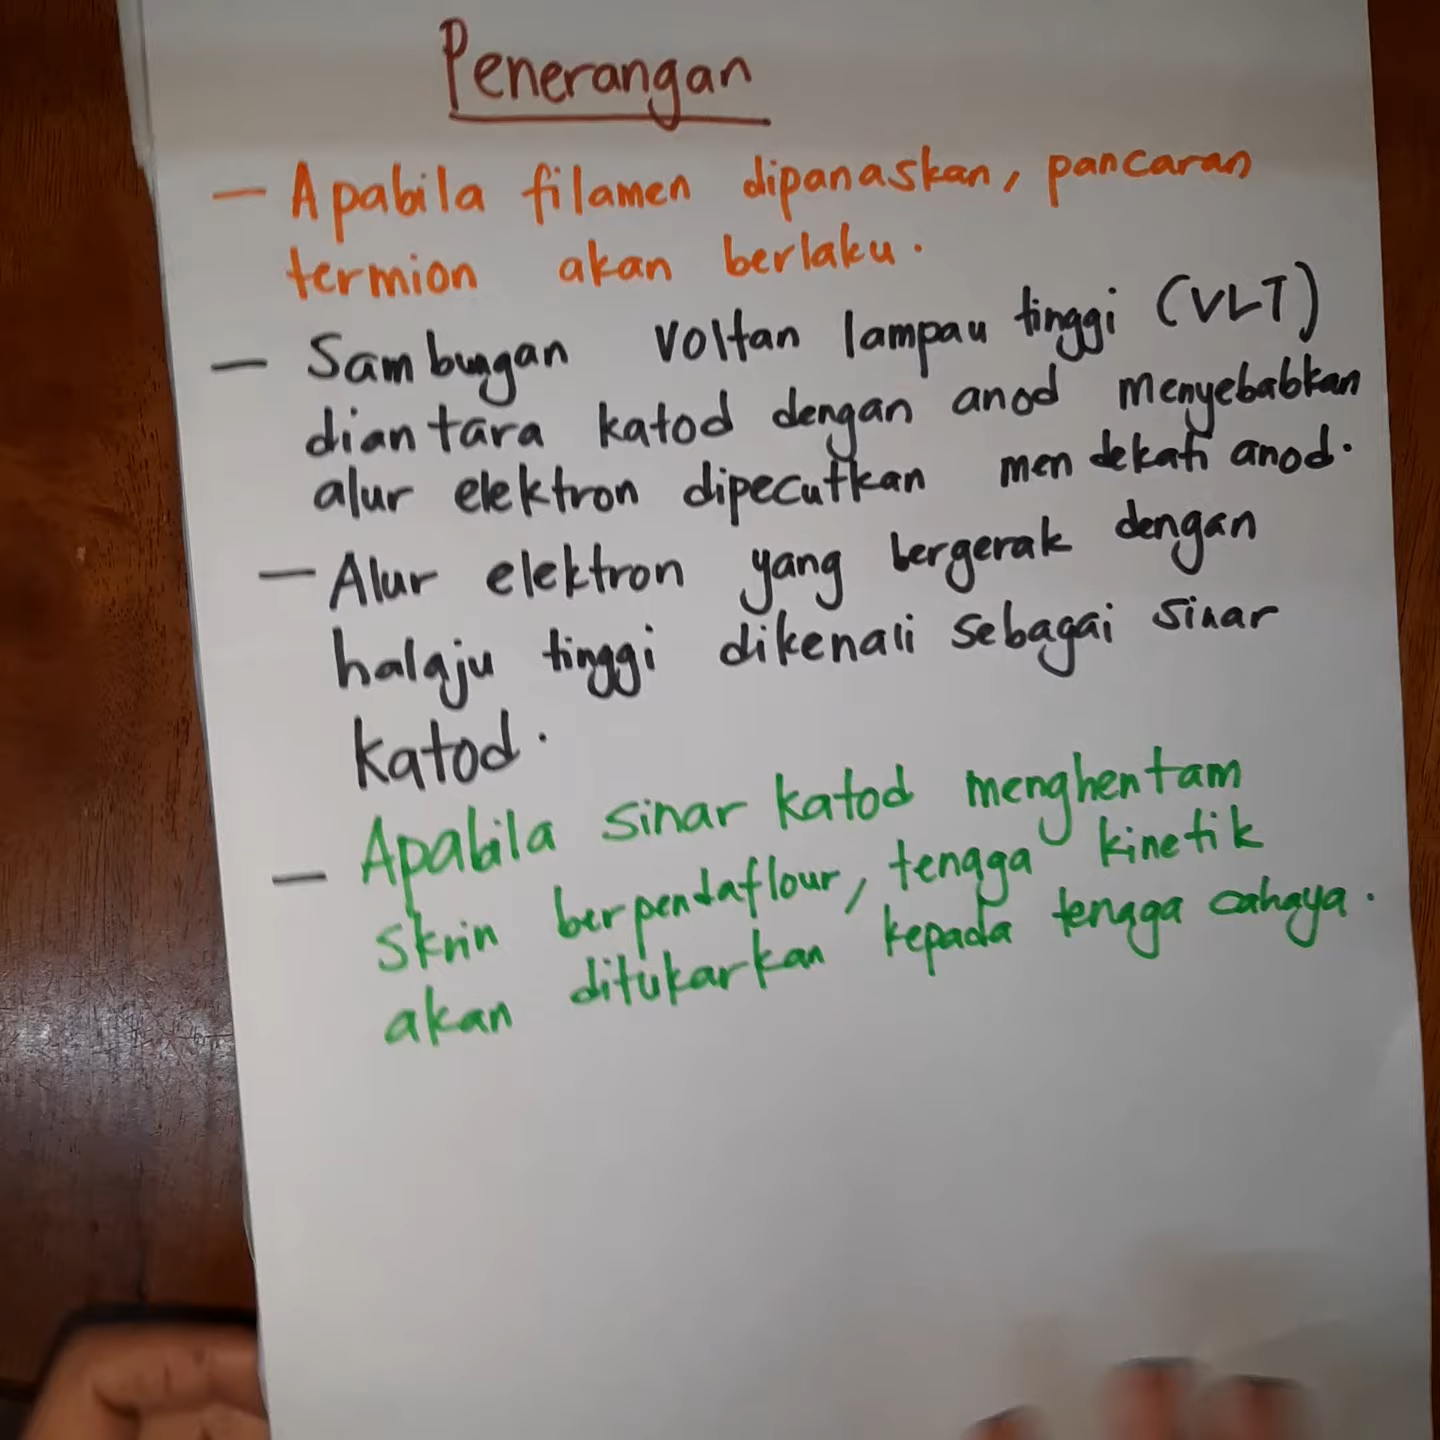 Penerangan
- Apabila filamen dipanaskan, pancaran
termion akan berlaku.
- Sambungan voltan lampau tinggi (VLT)
diantara katod dengan anod menyebabkan
alur elektron dipecutkan mendekati anod.
- Alur elektron yang bergerak dengan
halaju tinggi dikenali sebagai sinar
katod.
- Apabila sinar katod menghentam
skrin berpendaflour, tenaga kinetik
akan ditukarkan kepada tenaga cahaya.